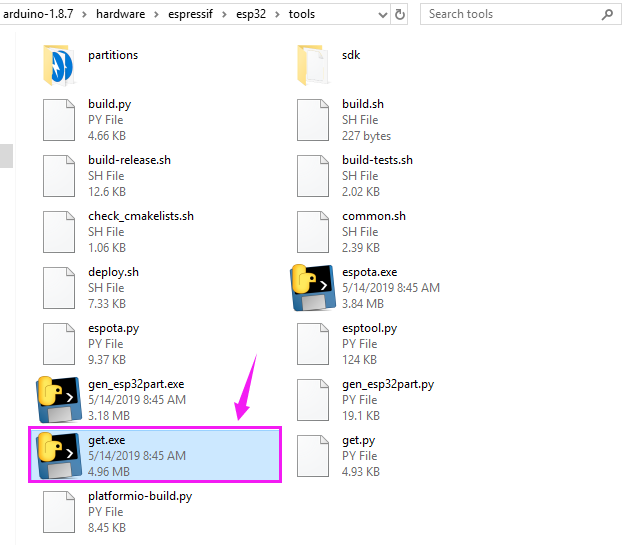 arduino-1.8.7 › hardware › espressif › esp32 › tools
Search tools
partitions
sdk
build.py
PY File
4.66 KB
build.sh
SH File
227 bytes
build-release.sh
SH File
12.6 KB
build-tests.sh
SH File
2.02 KB
check_cmakelists.sh
SH File
1.06 KB
common.sh
SH File
2.39 KB
deploy.sh
SH File
7.33 KB
espota.exe
5/14/2019 8:45 AM
3.84 MB
espota.py
PY File
9.37 KB
esptool.py
PY File
124 KB
gen_esp32part.exe
5/14/2019 8:45 AM
3.18 MB
gen_esp32part.py
PY File
19.1 KB
get.exe
5/14/2019 8:45 AM
4.96 MB
get.py
PY File
4.93 KB
platformio-build.py
PY File
8.45 KB